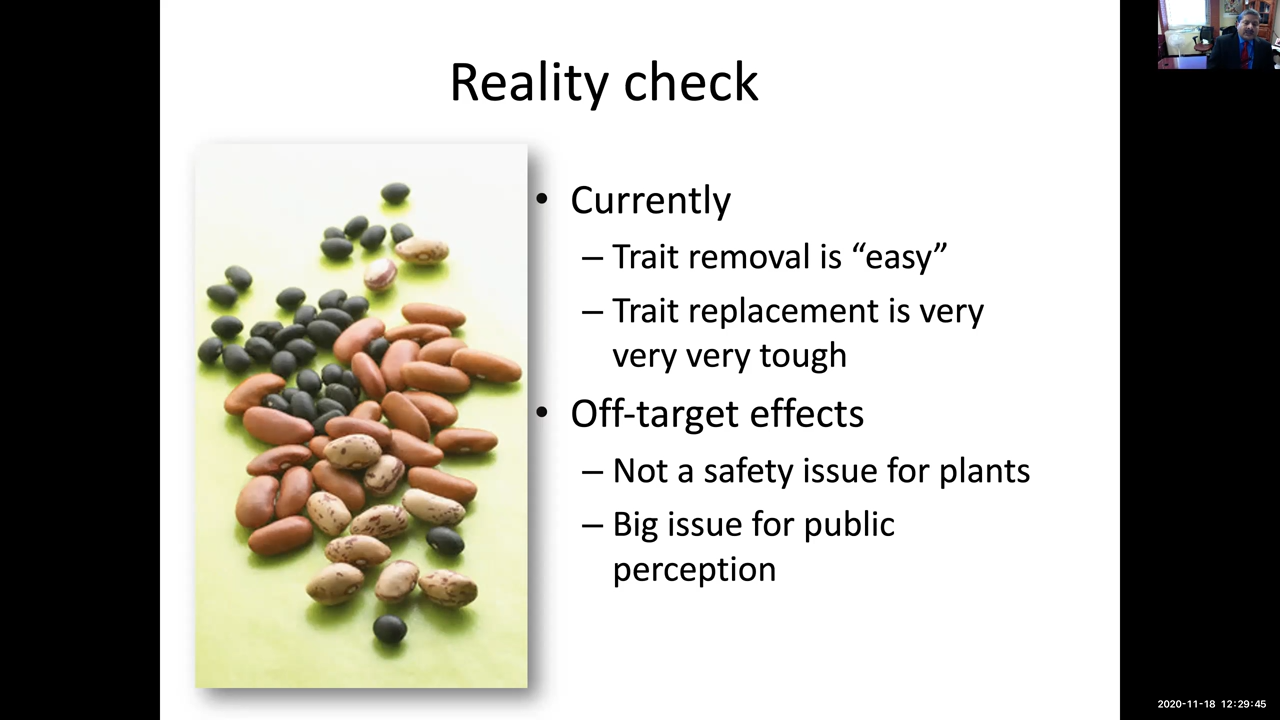 Reality check
• Currently
– Trait removal is “easy”
– Trait replacement is very
very very tough
• Off-target effects
– Not a safety issue for plants
– Big issue for public
perception
2020-11-18 12:29:45